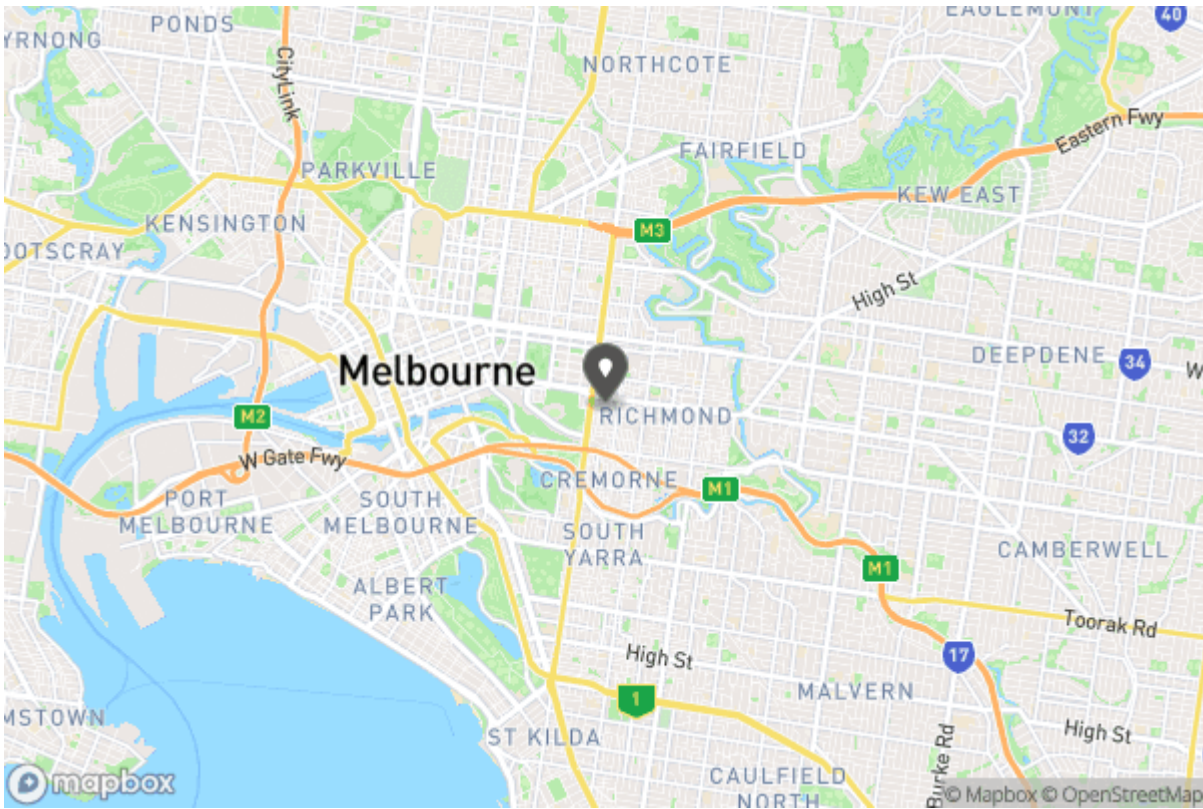 EAGLEMONT
40
PONDS
YRNONG
CityLink
NORTHCOTE
Eastern Fwy
FAIRFIELD
PARKVILLE
KEW EAST
KENSINGTON
M3
OOTSCRAY
High St
DEEPDENE
34
W
Melbourne
RICHMOND
M2
32
W Gate Fwy
CREMORNE
M1
PORT
MELBOURNE
SOUTH
MELBOURNE
SOUTH
YARRA
CAMBERWELL
M1
ALBERT
PARK
Toorak Rd
High St
17
MALVERN
1
MSTOWN
ST KILDA
High St
Burke Rd
CAULFIELD
NORTH
mapbox
© Mapbox © OpenStreetMap